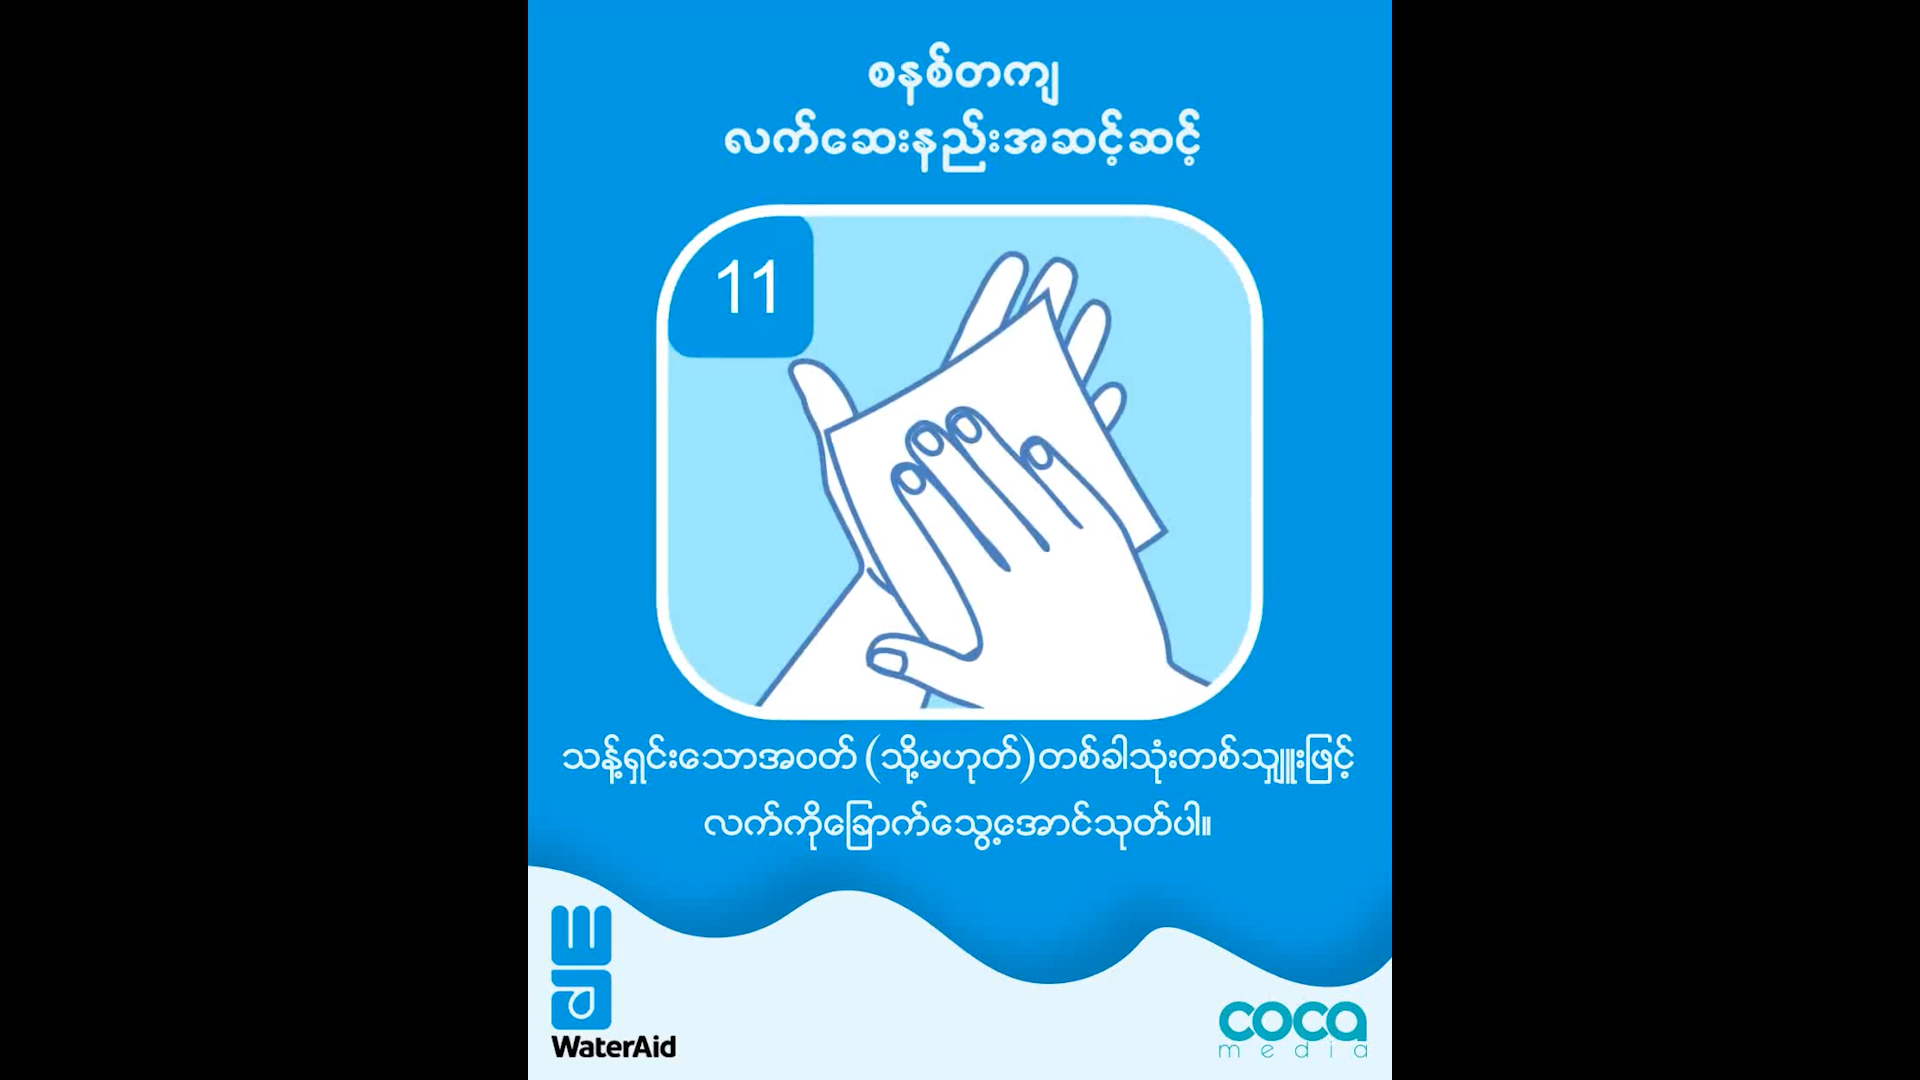 စနစ်တကျ
လက်ဆေးနည်းအဆင့်ဆင့်
11
သန့်ရှင်းသောအဝတ် (သို့မဟုတ်) တစ်ခါသုံးတစ်သျှူးဖြင့်
လက်ကိုခြောက်သွေ့အောင်သုတ်ပါ။
WaterAid
coca
media